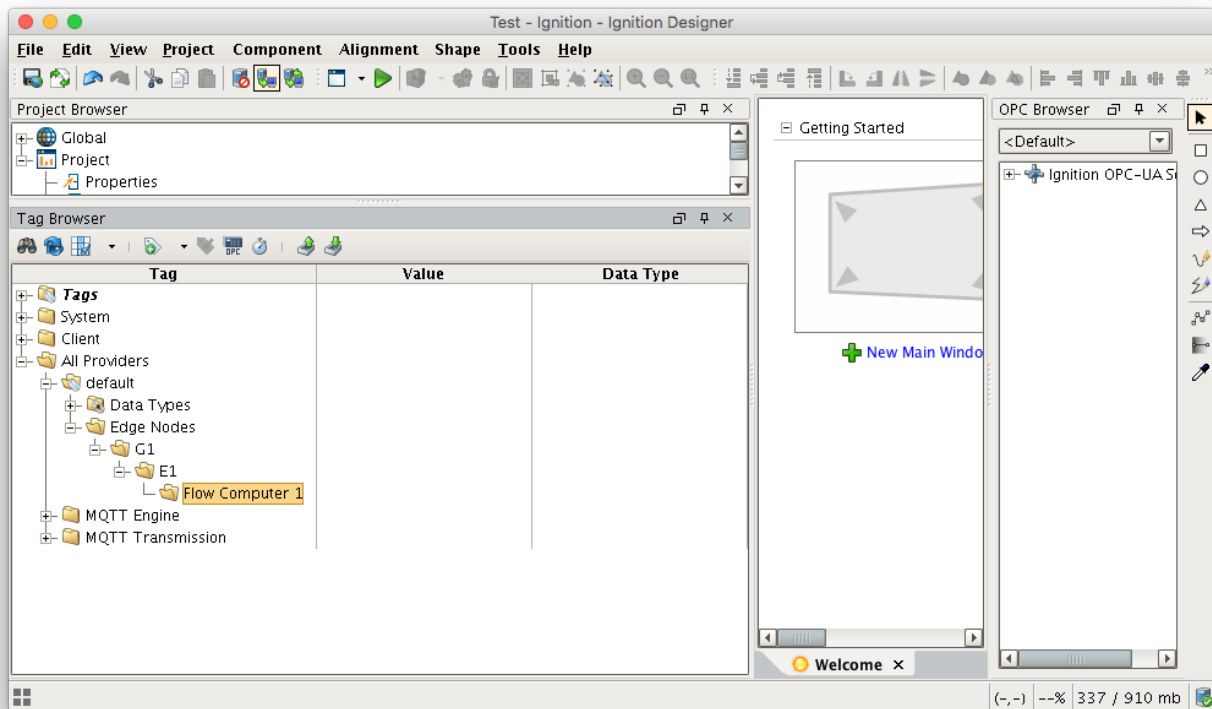 Test - Ignition - Ignition Designer
File Edit View Project Component Alignment Shape Tools Help
Project Browser
Global
Project
Properties
Tag Browser
OPC
Tag Value Data Type
Tags
System
Client
All Providers
default
Data Types
Edge Nodes
G1
E1
Flow Computer 1
MQTT Engine
MQTT Transmission
Getting Started
New Main Windo
Welcome
OPC Browser
<Default>
Ignition OPC-UA Se
(-,-) --% 337 / 910 mb